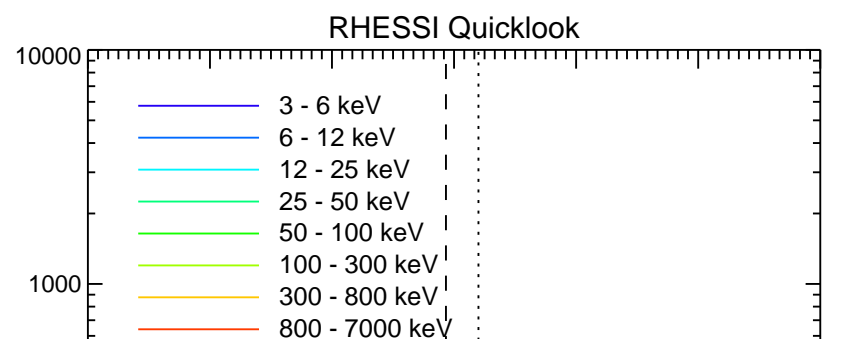 RHESSI Quicklook
10000
3 - 6 keV
6 - 12 keV
12 - 25 keV
25 - 50 keV
50 - 100 keV
100 - 300 keV
1000
300 - 800 keV
800 - 7000 keV